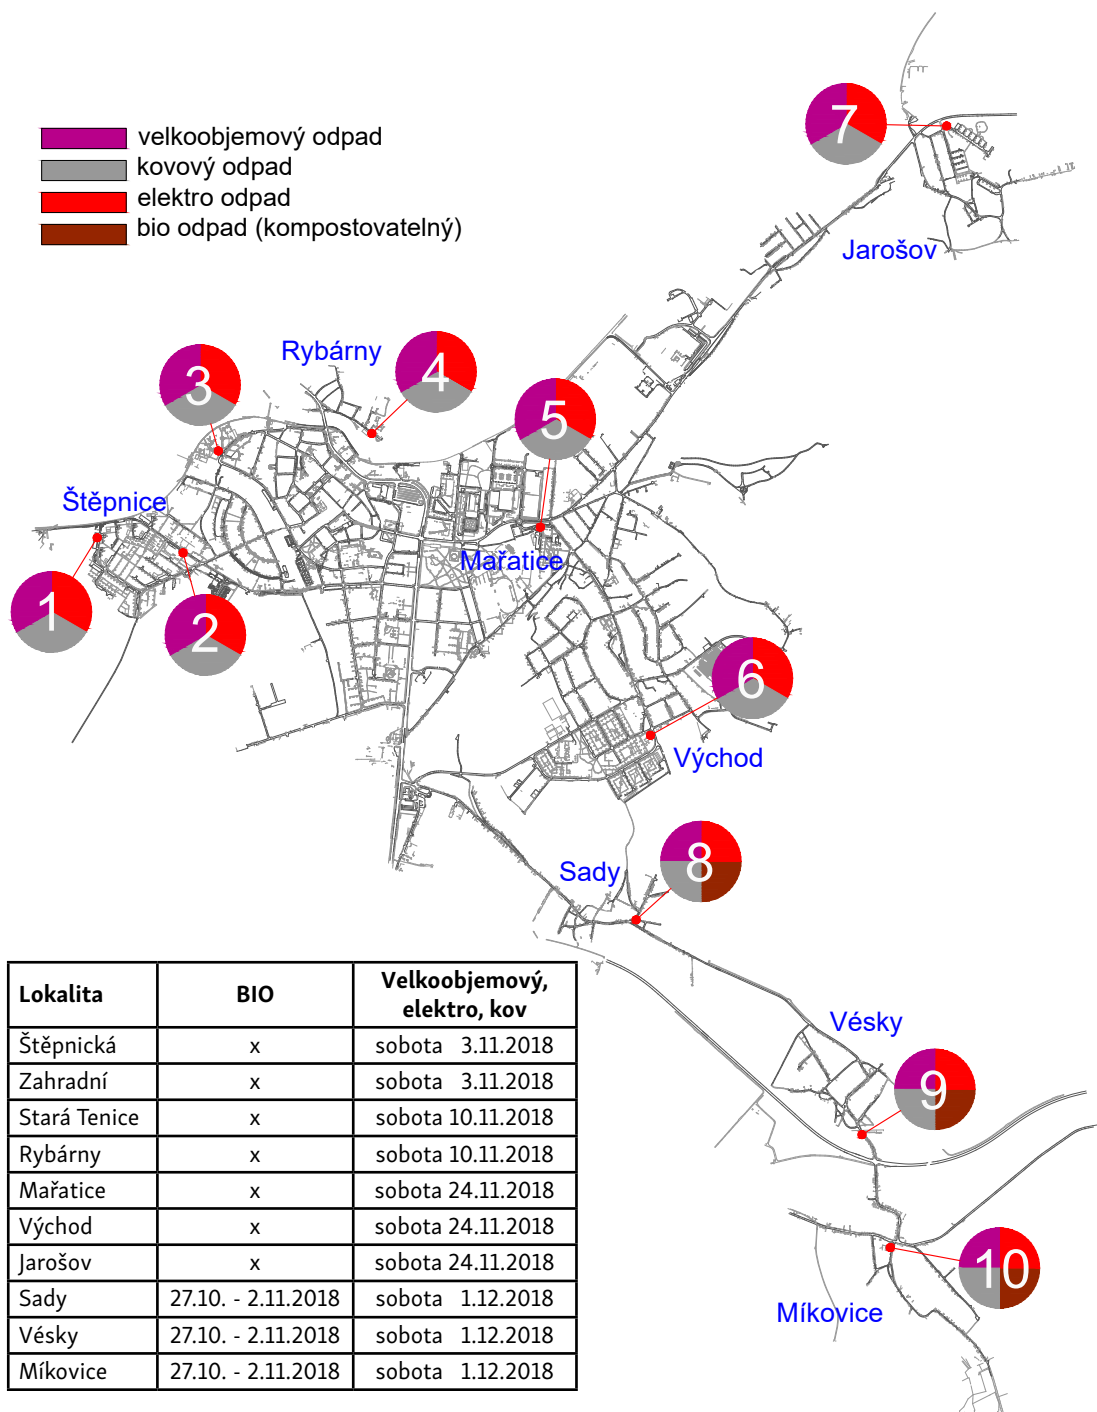 velkoobjemový odpad
kovový odpad
elektro odpad
bio odpad (kompostovatelný)
7
Jarošov
Rybárny
3
4
5
Štěpnice
Mařatice
1
2
6
Východ
Sady
8
Vésky
9
10
Míkovice
Lokalita BIO Velkoobjemový, elektro, kov
Štěpnická x sobota 3.11.2018
Zahradní x sobota 3.11.2018
Stará Tenice x sobota 10.11.2018
Rybárny x sobota 10.11.2018
Mařatice x sobota 24.11.2018
Východ x sobota 24.11.2018
Jarošov x sobota 24.11.2018
Sady 27.10. - 2.11.2018 sobota 1.12.2018
Vésky 27.10. - 2.11.2018 sobota 1.12.2018
Míkovice 27.10. - 2.11.2018 sobota 1.12.2018